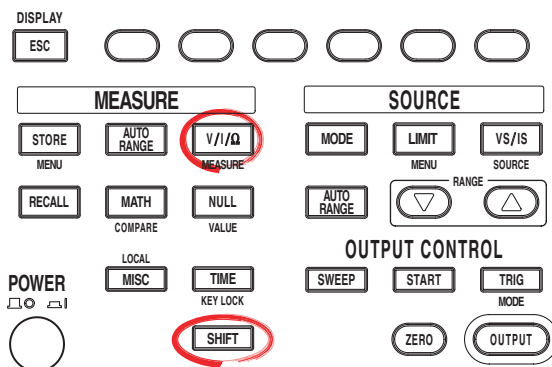 DISPLAY
ESC
MEASURE
SOURCE
STORE
AUTO RANGE
V/I/Ω
MODE
LIMIT
VS/IS
MENU
MEASURE
MENU
SOURCE
RECALL
MATH
NULL
AUTO RANGE
RANGE
COMPARE
VALUE
OUTPUT CONTROL
LOCAL
MISC
TIME
SWEEP
START
TRIG
KEY LOCK
MODE
POWER
SHIFT
ZERO
OUTPUT